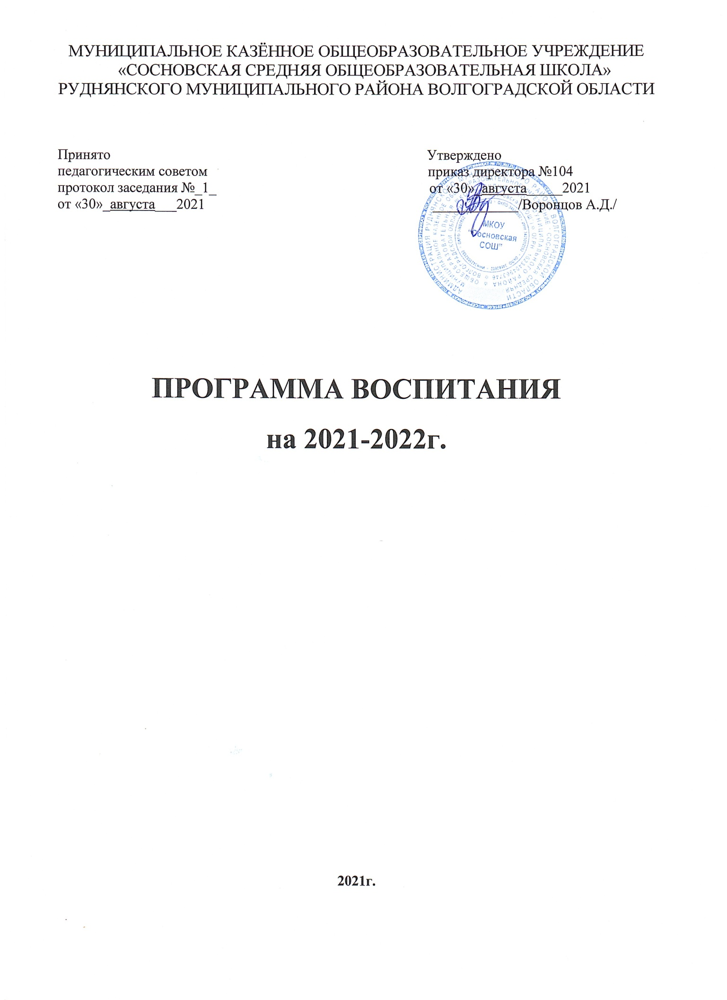 МУНИЦИПАЛЬНОЕ КАЗЁННОЕ ОБЩЕОБРАЗОВАТЕЛЬНОЕ УЧРЕЖДЕНИЕ
«СОСНОВСКАЯ СРЕДНЯЯ ОБЩЕОБРАЗОВАТЕЛЬНАЯ ШКОЛА»
РУДНЯНСКОГО МУНИЦИПАЛЬНОГО РАЙОНА ВОЛГОГРАДСКОЙ ОБЛАСТИ
Принято
педагогическим советом
протокол заседания №_1_
от «30»_августа___2021
Утверждено
приказ директора №104
от «30»_августа_____2021
____________/Воронцов А.Д./
МКОУ
"Сосновская
СОШ"
ПРОГРАММА ВОСПИТАНИЯ
на 2021-2022г.
2021г.